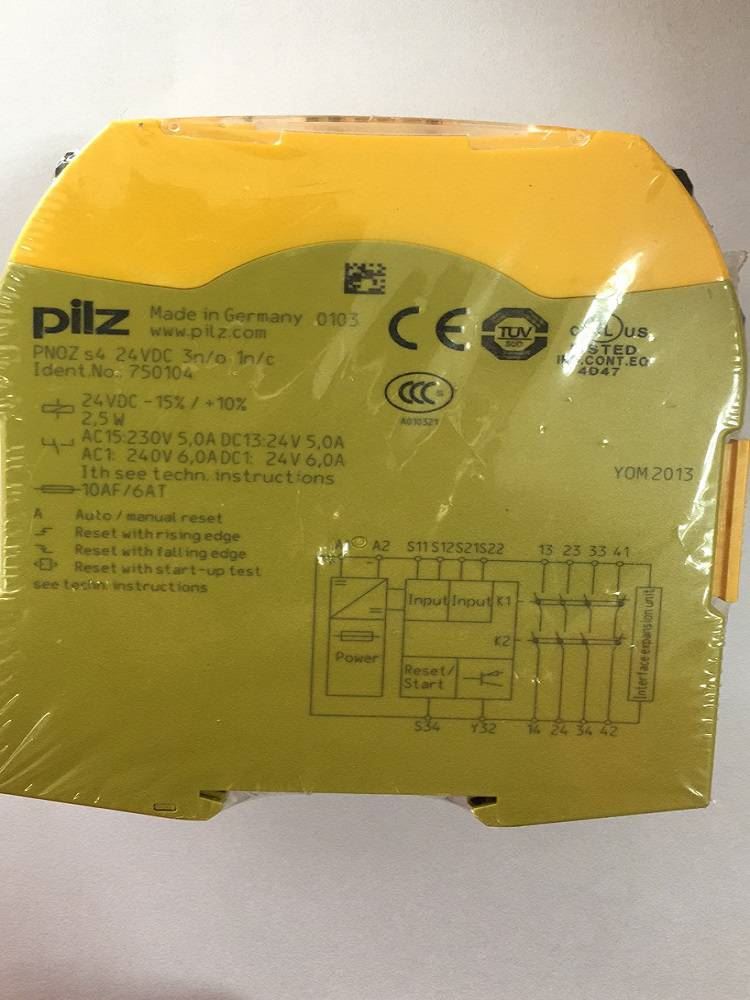 pilz
Made in Germany 0103
www.pilz.com
CE
TÜV
SÜD
US
PNOZ s4 24VDC 3n/o 1n/c
Ident.No. 750104
4D47
CCC
A010321
24VDC -15% / +10%
2,5 W
AC15:230V 5,0A DC13:24V 5,0A
AC1: 240V 6,0A DC1: 24V 6,0A
Ith see techn. instructions
10AF/6AT
YOM 2013
A Auto / manual reset
Reset with rising edge
Reset with falling edge
Reset with start-up test
see techn. instructions
A1 A2 S11 S12 S21 S22 13 23 33 41
Input Input K1
K2
Power
Reset/
Start
Interface expansion unit
S34 Y32 14 24 34 42